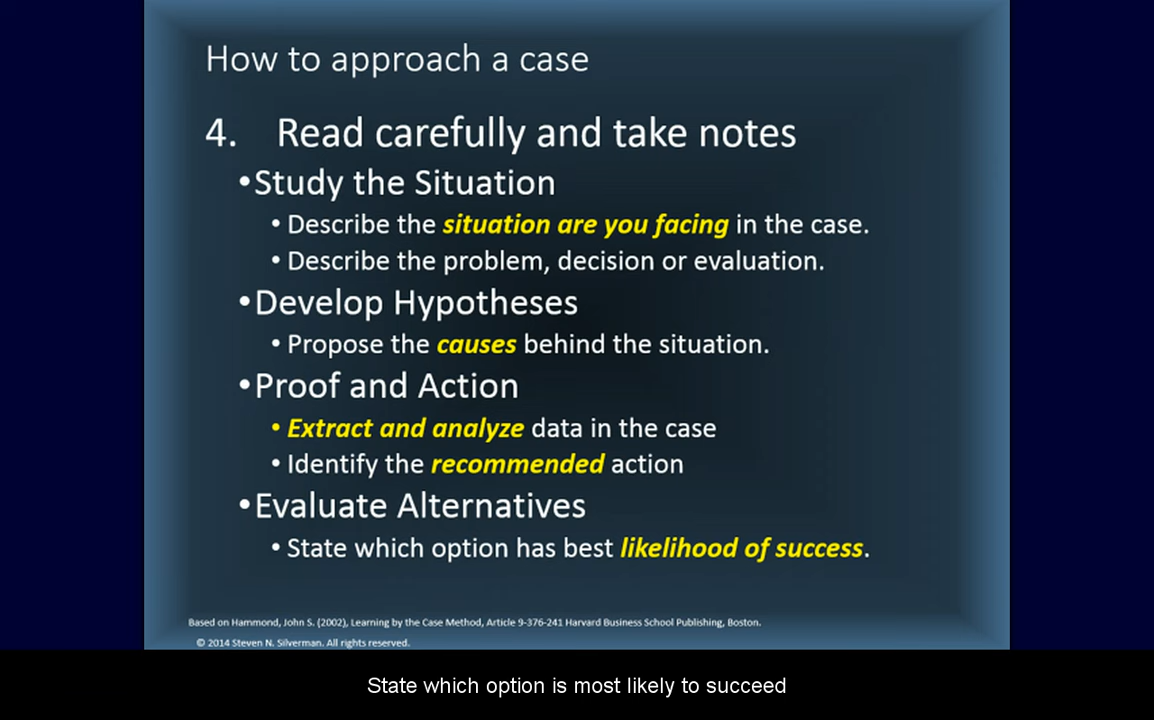 How to approach a case
4. Read carefully and take notes
•Study the Situation
• Describe the situation are you facing in the case.
• Describe the problem, decision or evaluation.
•Develop Hypotheses
• Propose the causes behind the situation.
•Proof and Action
• Extract and analyze data in the case
• Identify the recommended action
•Evaluate Alternatives
• State which option has best likelihood of success.
Based on Hammond, John S. (2002), Learning by the Case Method, Article 9-376-241 Harvard Business School Publishing, Boston.
© 2014 Steven N. Silverman. All rights reserved.
State which option is most likely to succeed